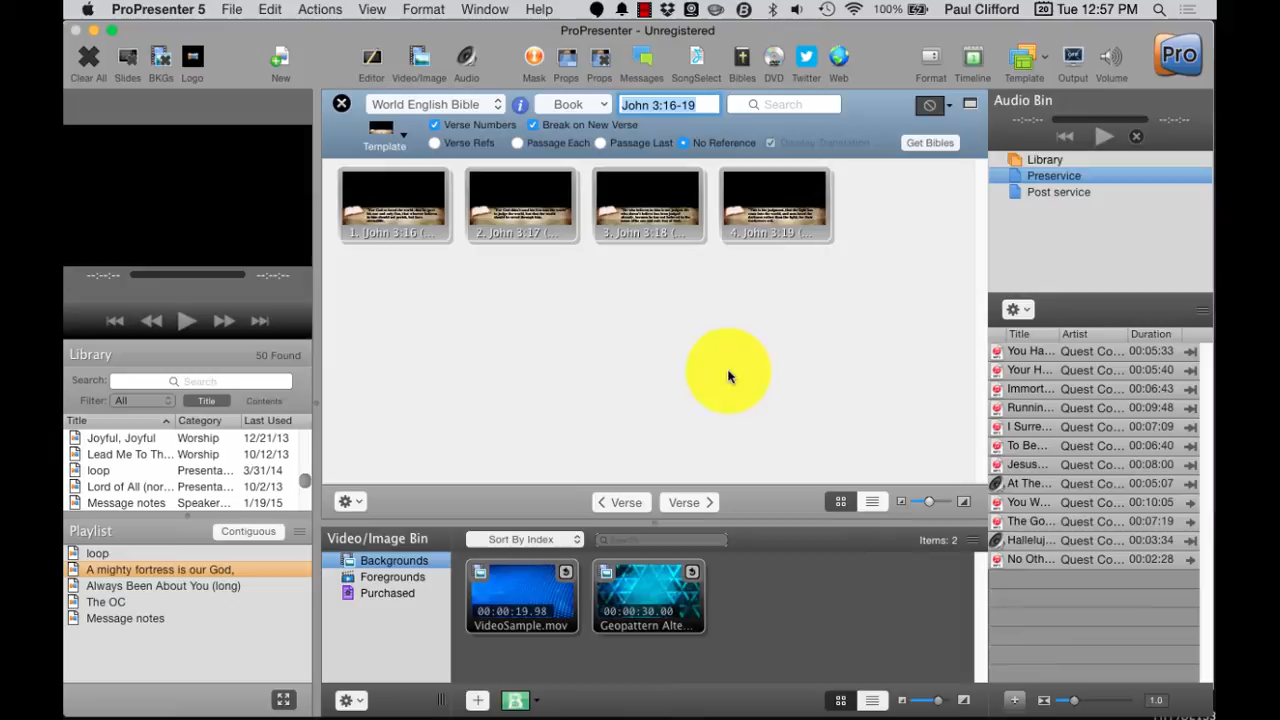 ProPresenter 5 File Edit Actions View Format Window Help 100% Paul Clifford 20 Tue 12:57 PM
ProPresenter - Unregistered
Clear All Slides BKGs Logo New Editor Video/Image Audio Mask Props Props Messages SongSelect Bibles DVD Twitter Web Format Timeline Template Output Volume Pro
World English Bible Book John 3:16-19 Search
Verse Numbers Break on New Verse
Template Verse Refs Passage Each Passage Last No Reference Display Translation Get Bibles
1. [John 3:16 (... 2. John 3:17 (... 3. John 3:18 (... 4. John 3:19 (...
Audio Bin
--:--:-- --:--:--
Library
Preservice
Post service
--:--:-- --:--:--
Library 50 Found
Search: Search
Filter: All Title Contents
Title Category Last Used
Joyful, Joyful Worship 12/21/13
Lead Me To Th... Worship 10/12/13
loop Presenta... 3/31/14
Lord of All (nor... Presenta... 10/2/13
Message notes Speaker... 1/19/15
Playlist Contiguous
loop
A mighty fortress is our God,
Always Been About You (long)
The OC
Message notes
Verse Verse
Video/Image Bin Sort By Index Search Items: 2
Backgrounds
Foregrounds
Purchased
00:00:19.98 00:00:30.00
VideoSample.mov Geopattern Alte...
Title Artist Duration
You Ha... Quest Co... 00:05:33
Your H... Quest Co... 00:05:40
Immort... Quest Co... 00:06:43
Runnin... Quest Co... 00:09:48
I Surre... Quest Co... 00:07:09
To Be... Quest Co... 00:06:40
Jesus... Quest Co... 00:08:00
At The... Quest Co... 00:05:07
You W... Quest Co... 00:10:05
The Go... Quest Co... 00:07:19
Halleluj... Quest Co... 00:03:34
No Oth... Quest Co... 00:02:28
1.0